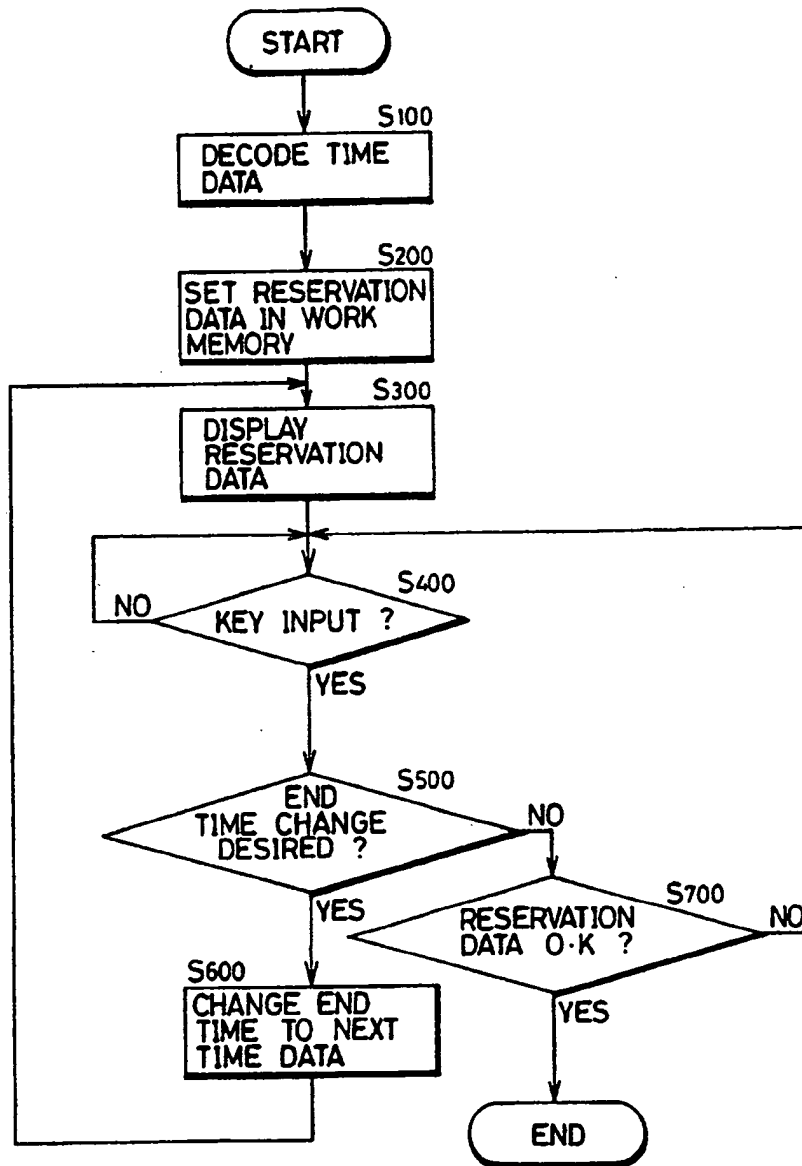 START
S100
DECODE TIME
DATA
S200
SET RESERVATION
DATA IN WORK
MEMORY
S300
DISPLAY
RESERVATION
DATA
S400
NO
KEY INPUT ?
YES
S500
END
TIME CHANGE
DESIRED ?
NO
YES
S700
RESERVATION
DATA O·K ?
NO
YES
S600
CHANGE END
TIME TO NEXT
TIME DATA
END